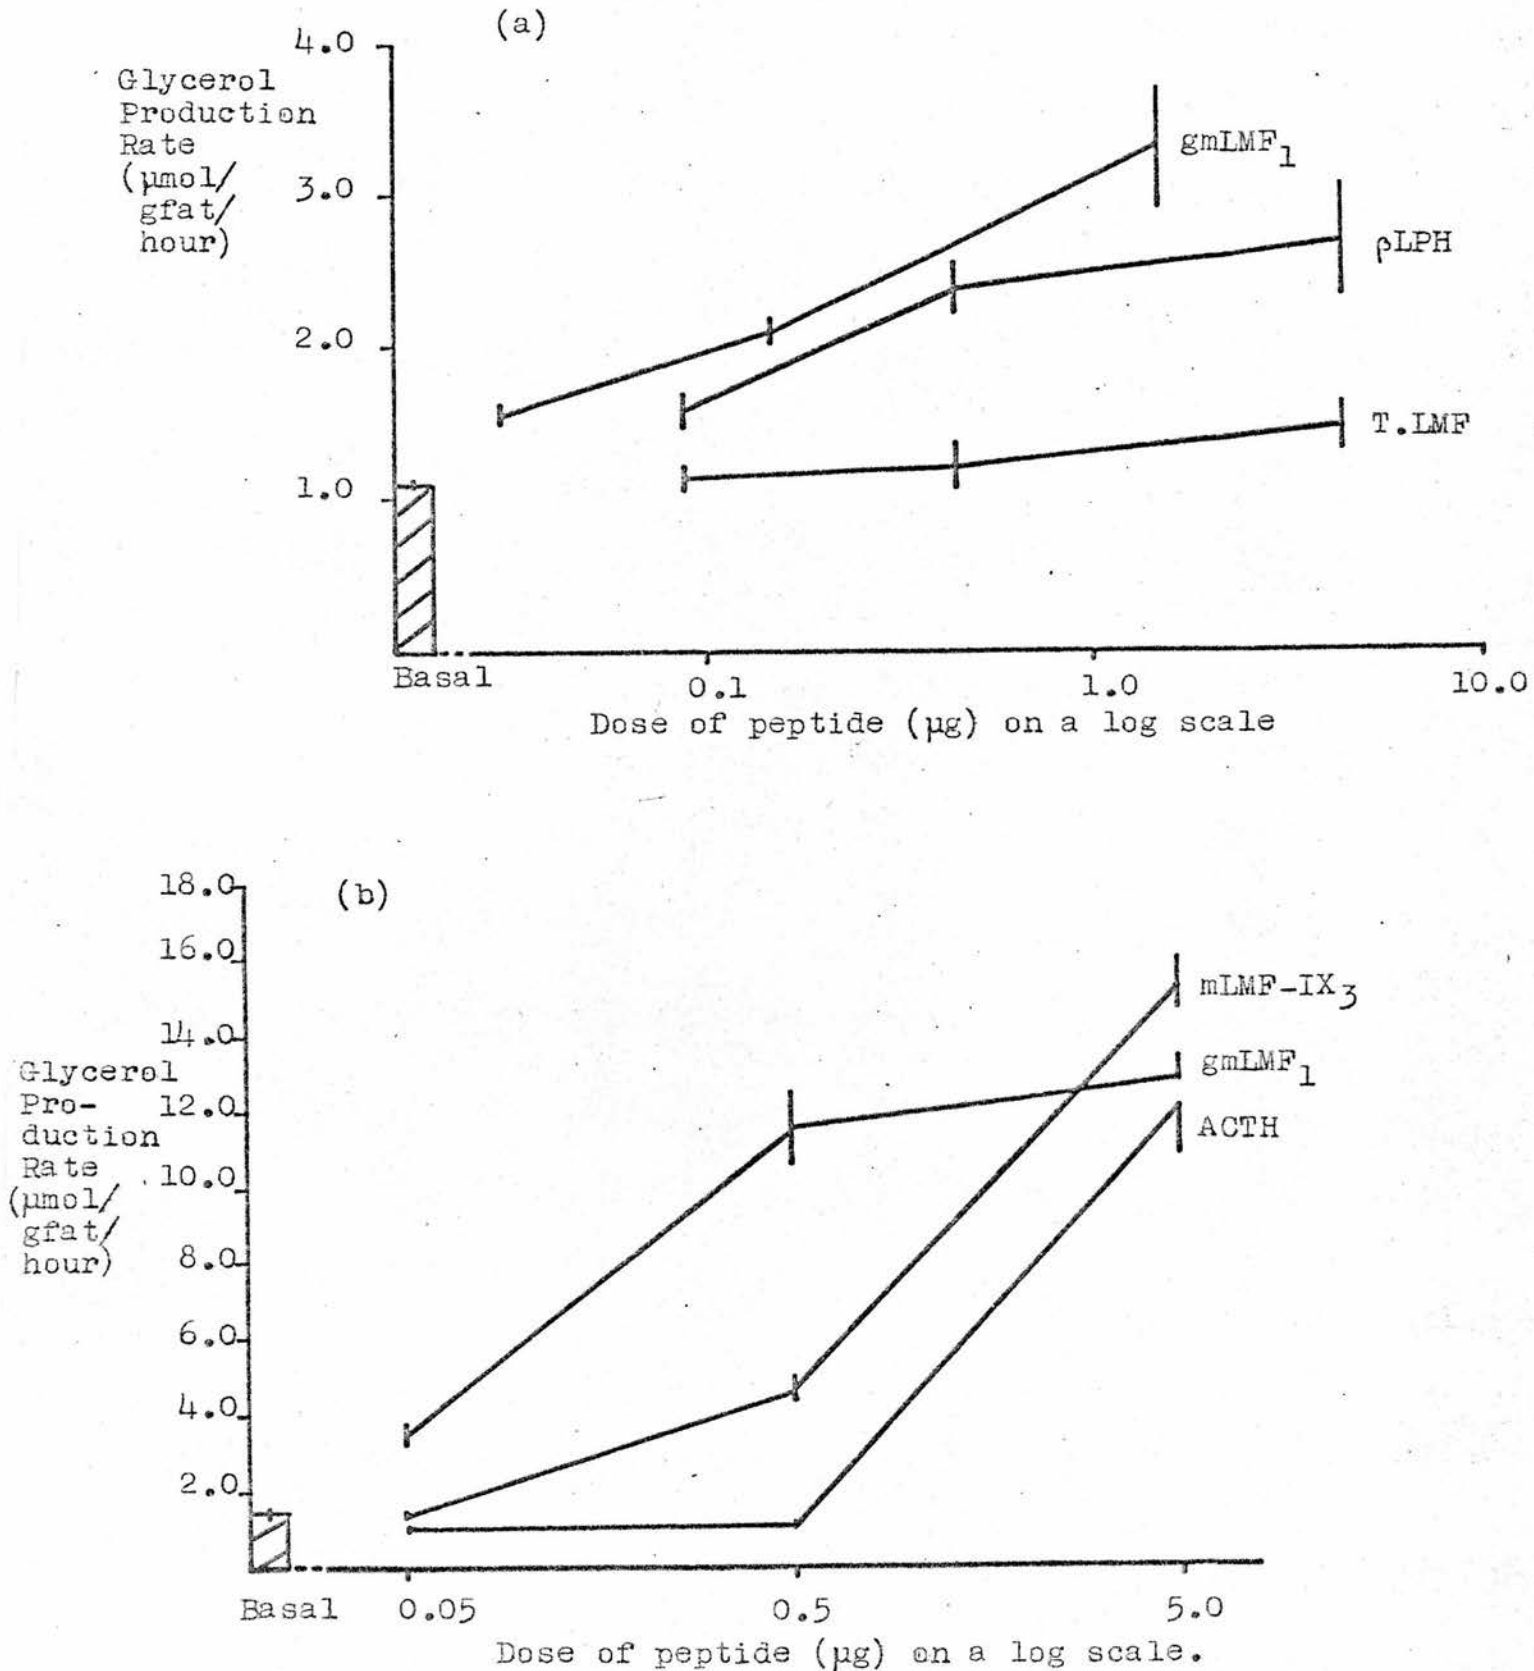 (a)
4.0
Glycerol
Production
Rate
(µmol/
gfat/
hour)
3.0
2.0
1.0
gmLMF1
βLPH
T.LMF
Basal
0.1
1.0
10.0
Dose of peptide (µg) on a log scale
(b)
18.0
16.0
14.0
12.0
10.0
8.0
6.0
4.0
2.0
Glycerol
Pro-
duction
Rate
(µmol/
gfat/
hour)
mLMF-IX3
gmLMF1
ACTH
Basal
0.05
0.5
5.0
Dose of peptide (µg) on a log scale.